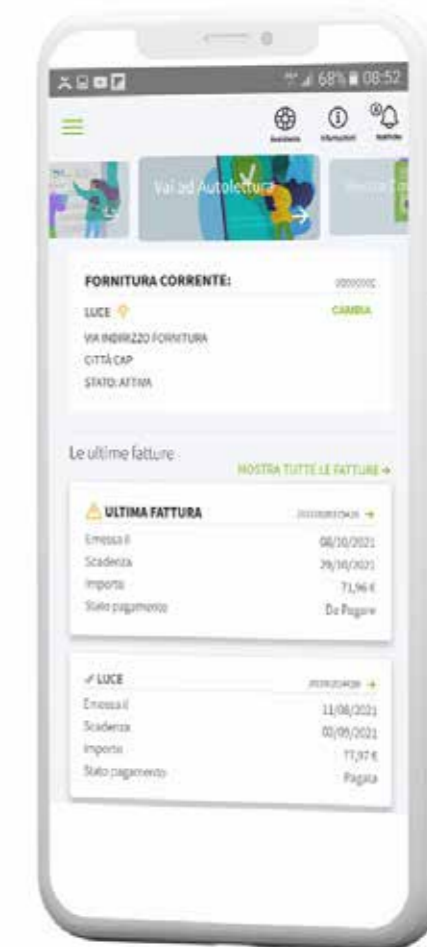 68% 08:52
Assistenza Informazioni Notifiche
Vai ad Autolettura
FORNITURA CORRENTE:
LUCE CAMBIA
VIA INDIRIZZO FORNITURA
CITTÀ CAP
STATO: ATTIVA
Le ultime fatture
MOSTRA TUTTE LE FATTURE →
ULTIMA FATTURA →
Emessa il 08/10/2021
Scadenza 29/10/2021
Importo 71,96 €
Stato pagamento Da Pagare
LUCE →
Emessa il 11/08/2021
Scadenza 02/09/2021
Importo 77,97 €
Stato pagamento Pagata